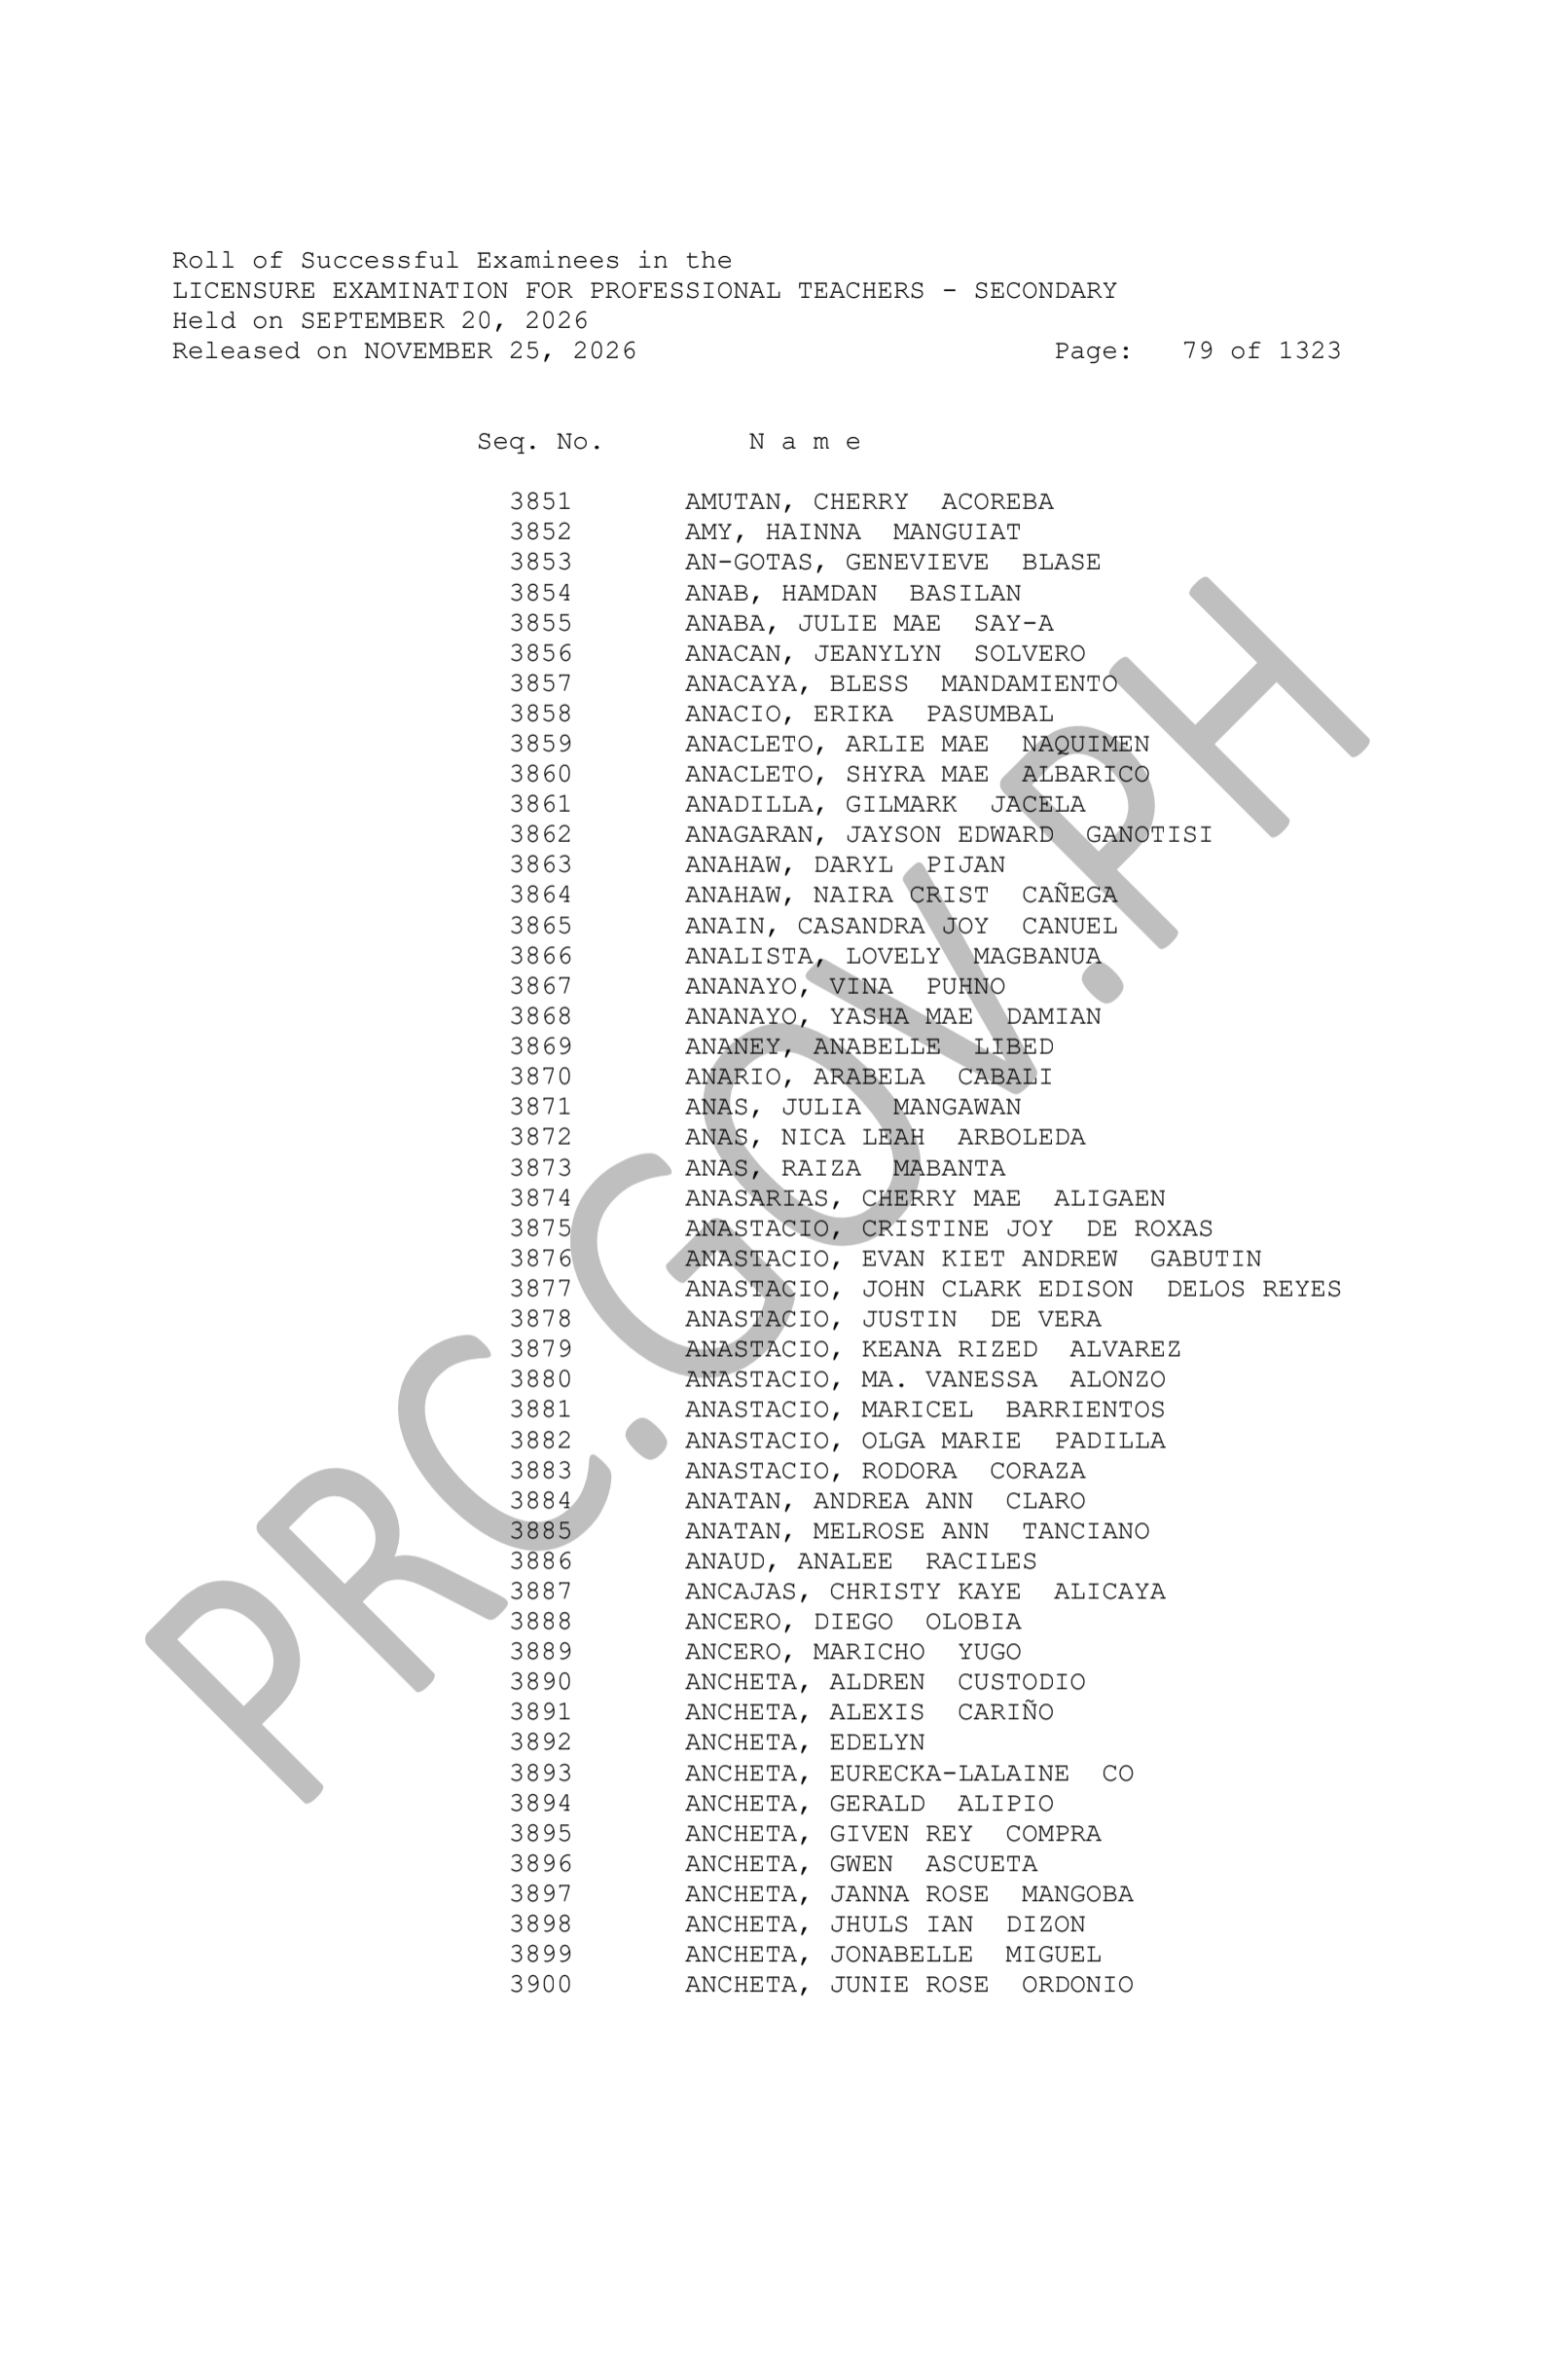 Roll of Successful Examinees in the
LICENSURE EXAMINATION FOR PROFESSIONAL TEACHERS - SECONDARY
Held on SEPTEMBER 20, 2026
Released on NOVEMBER 25, 2026 Page: 79 of 1323
Seq. No. N a m e
3851 AMUTAN, CHERRY ACOREBA
3852 AMY, HAINNA MANGUIAT
3853 AN-GOTAS, GENEVIEVE BLASE
3854 ANAB, HAMDAN BASILAN
3855 ANABA, JULIE MAE SAY-A
3856 ANACAN, JEANYLYN SOLVERO
3857 ANACAYA, BLESS MANDAMIENTO
3858 ANACIO, ERIKA PASUMBAL
3859 ANACLETO, ARLIE MAE NAQUIMEN
3860 ANACLETO, SHYRA MAE ALBARICO
3861 ANADILLA, GILMARK JACELA
3862 ANAGARAN, JAYSON EDWARD GANOTISI
3863 ANAHAW, DARYL PIJAN
3864 ANAHAW, NAIRA CRIST CAÑEGA
3865 ANAIN, CASANDRA JOY CANUEL
3866 ANALISTA, LOVELY MAGBANUA
3867 ANANAYO, VINA PUHNO
3868 ANANAYO, YASHA MAE DAMIAN
3869 ANANEY, ANABELLE LIBED
3870 ANARIO, ARABELA CABALI
3871 ANAS, JULIA MANGAWAN
3872 ANAS, NICA LEAH ARBOLEDA
3873 ANAS, RAIZA MABANTA
3874 ANASARIAS, CHERRY MAE ALIGAEN
3875 ANASTACIO, CRISTINE JOY DE ROXAS
3876 ANASTACIO, EVAN KIET ANDREW GABUTIN
3877 ANASTACIO, JOHN CLARK EDISON DELOS REYES
3878 ANASTACIO, JUSTIN DE VERA
3879 ANASTACIO, KEANA RIZED ALVAREZ
3880 ANASTACIO, MA. VANESSA ALONZO
3881 ANASTACIO, MARICEL BARRIENTOS
3882 ANASTACIO, OLGA MARIE PADILLA
3883 ANASTACIO, RODORA CORAZA
3884 ANATAN, ANDREA ANN CLARO
3885 ANATAN, MELROSE ANN TANCIANO
3886 ANAUD, ANALEE RACILES
3887 ANCAJAS, CHRISTY KAYE ALICAYA
3888 ANCERO, DIEGO OLOBIA
3889 ANCERO, MARICHO YUGO
3890 ANCHETA, ALDREN CUSTODIO
3891 ANCHETA, ALEXIS CARIÑO
3892 ANCHETA, EDELYN
3893 ANCHETA, EURECKA-LALAINE CO
3894 ANCHETA, GERALD ALIPIO
3895 ANCHETA, GIVEN REY COMPRA
3896 ANCHETA, GWEN ASCUETA
3897 ANCHETA, JANNA ROSE MANGOBA
3898 ANCHETA, JHULS IAN DIZON
3899 ANCHETA, JONABELLE MIGUEL
3900 ANCHETA, JUNIE ROSE ORDONIO
PRC.GOV.PH